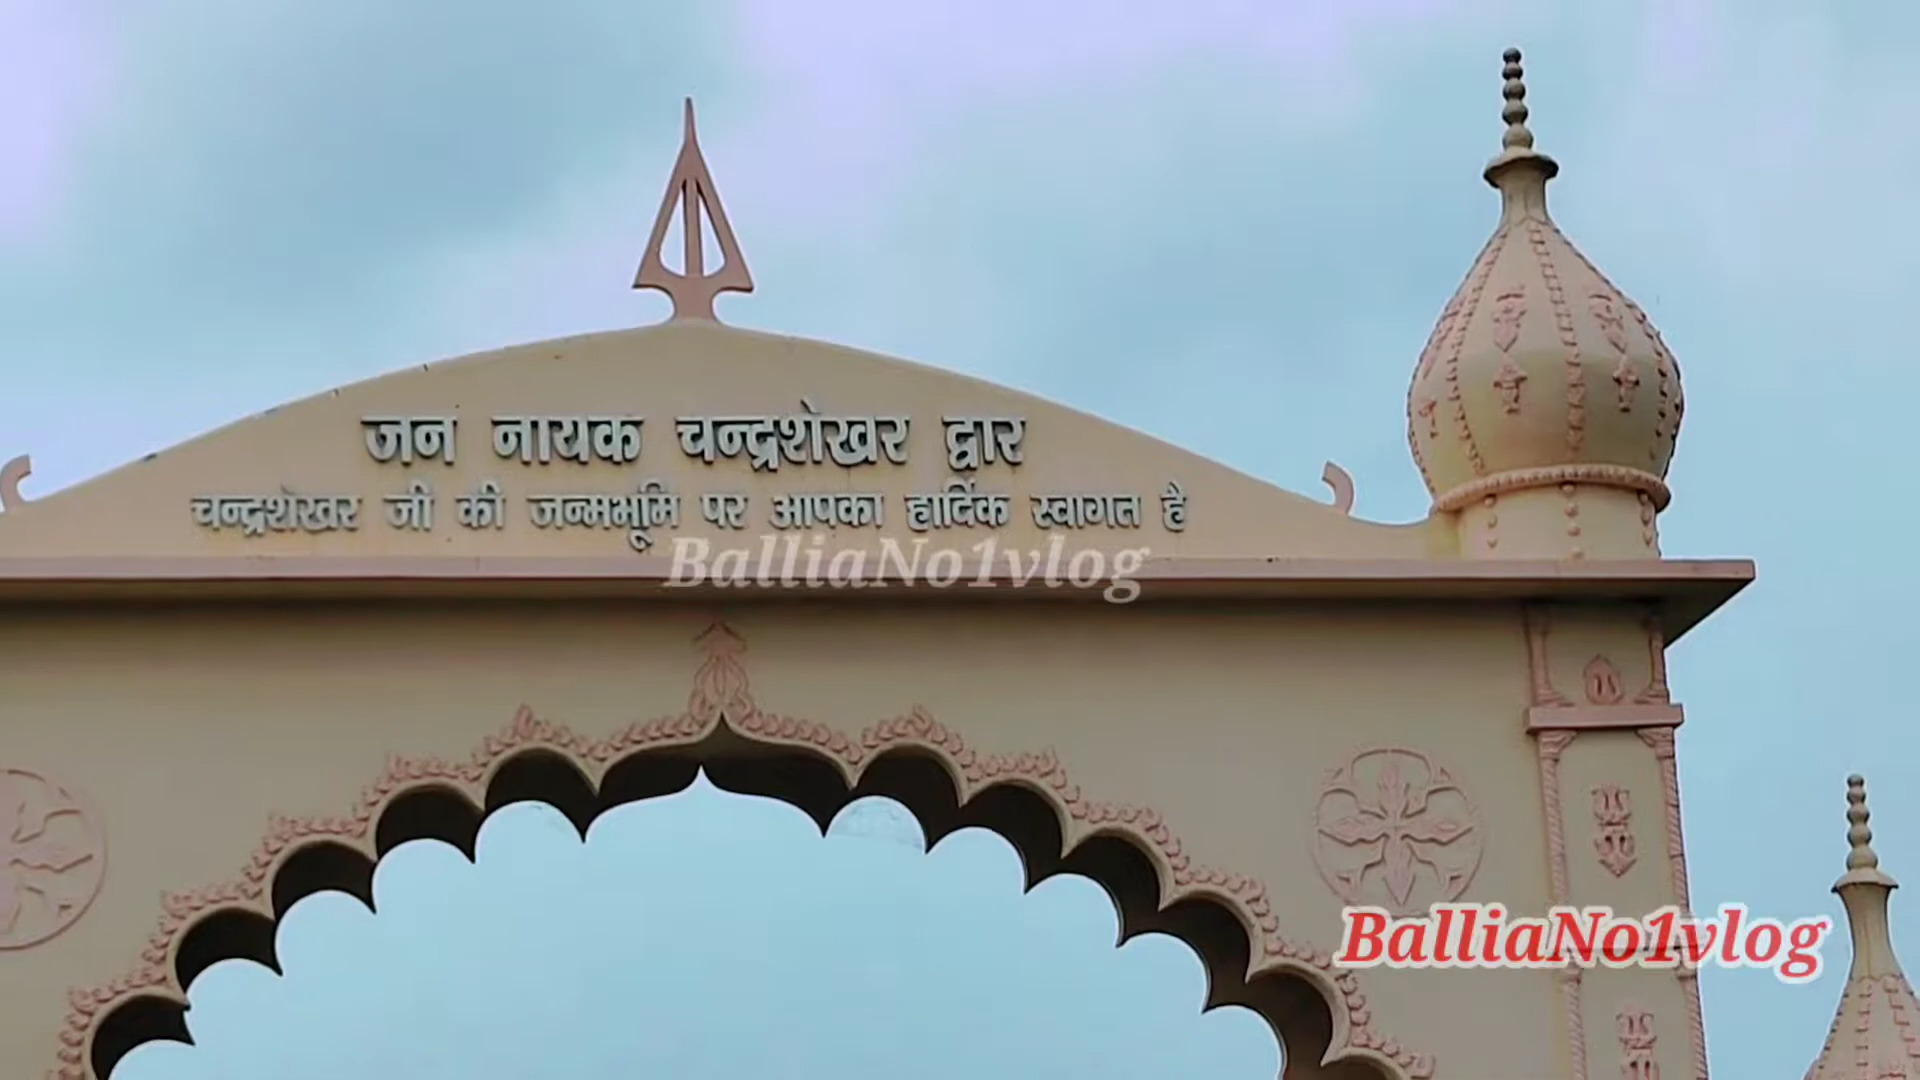 जन नायक चन्द्रशेखर द्वार
चन्द्रशेखर जी की जन्मभूमि पर आपका हार्दिक स्वागत है
BalliaNo1vlog
BalliaNo1vlog